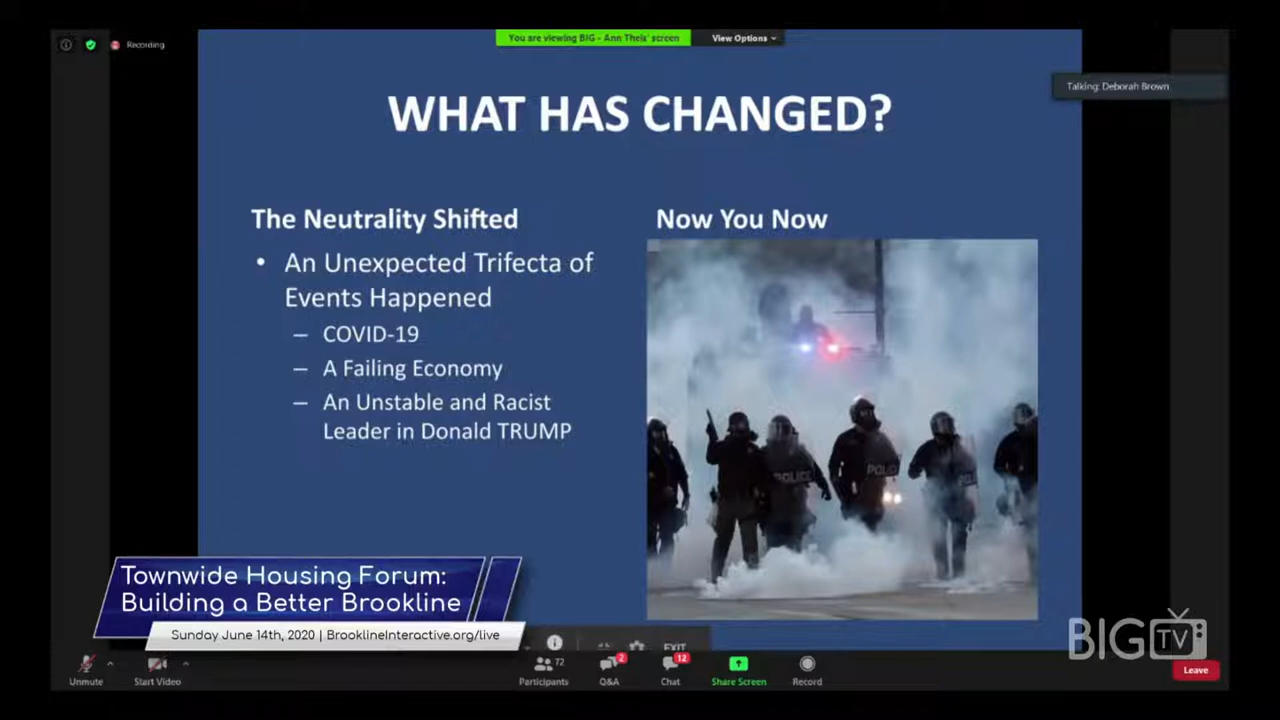 Recording
You are viewing BIG - Ann Theis' screen
View Options
Talking: Deborah Brown
WHAT HAS CHANGED?
The Neutrality Shifted
• An Unexpected Trifecta of
Events Happened
– COVID-19
– A Failing Economy
– An Unstable and Racist
Leader in Donald TRUMP
Now You Now
POLICE
POLICE
Townwide Housing Forum:
Building a Better Brookline
Sunday June 14th, 2020 | BrooklineInteractive.org/live
EXIT
BIG TV
Unmute
Start Video
72
Participants
2
Q&A
12
Chat
Share Screen
Record
Leave